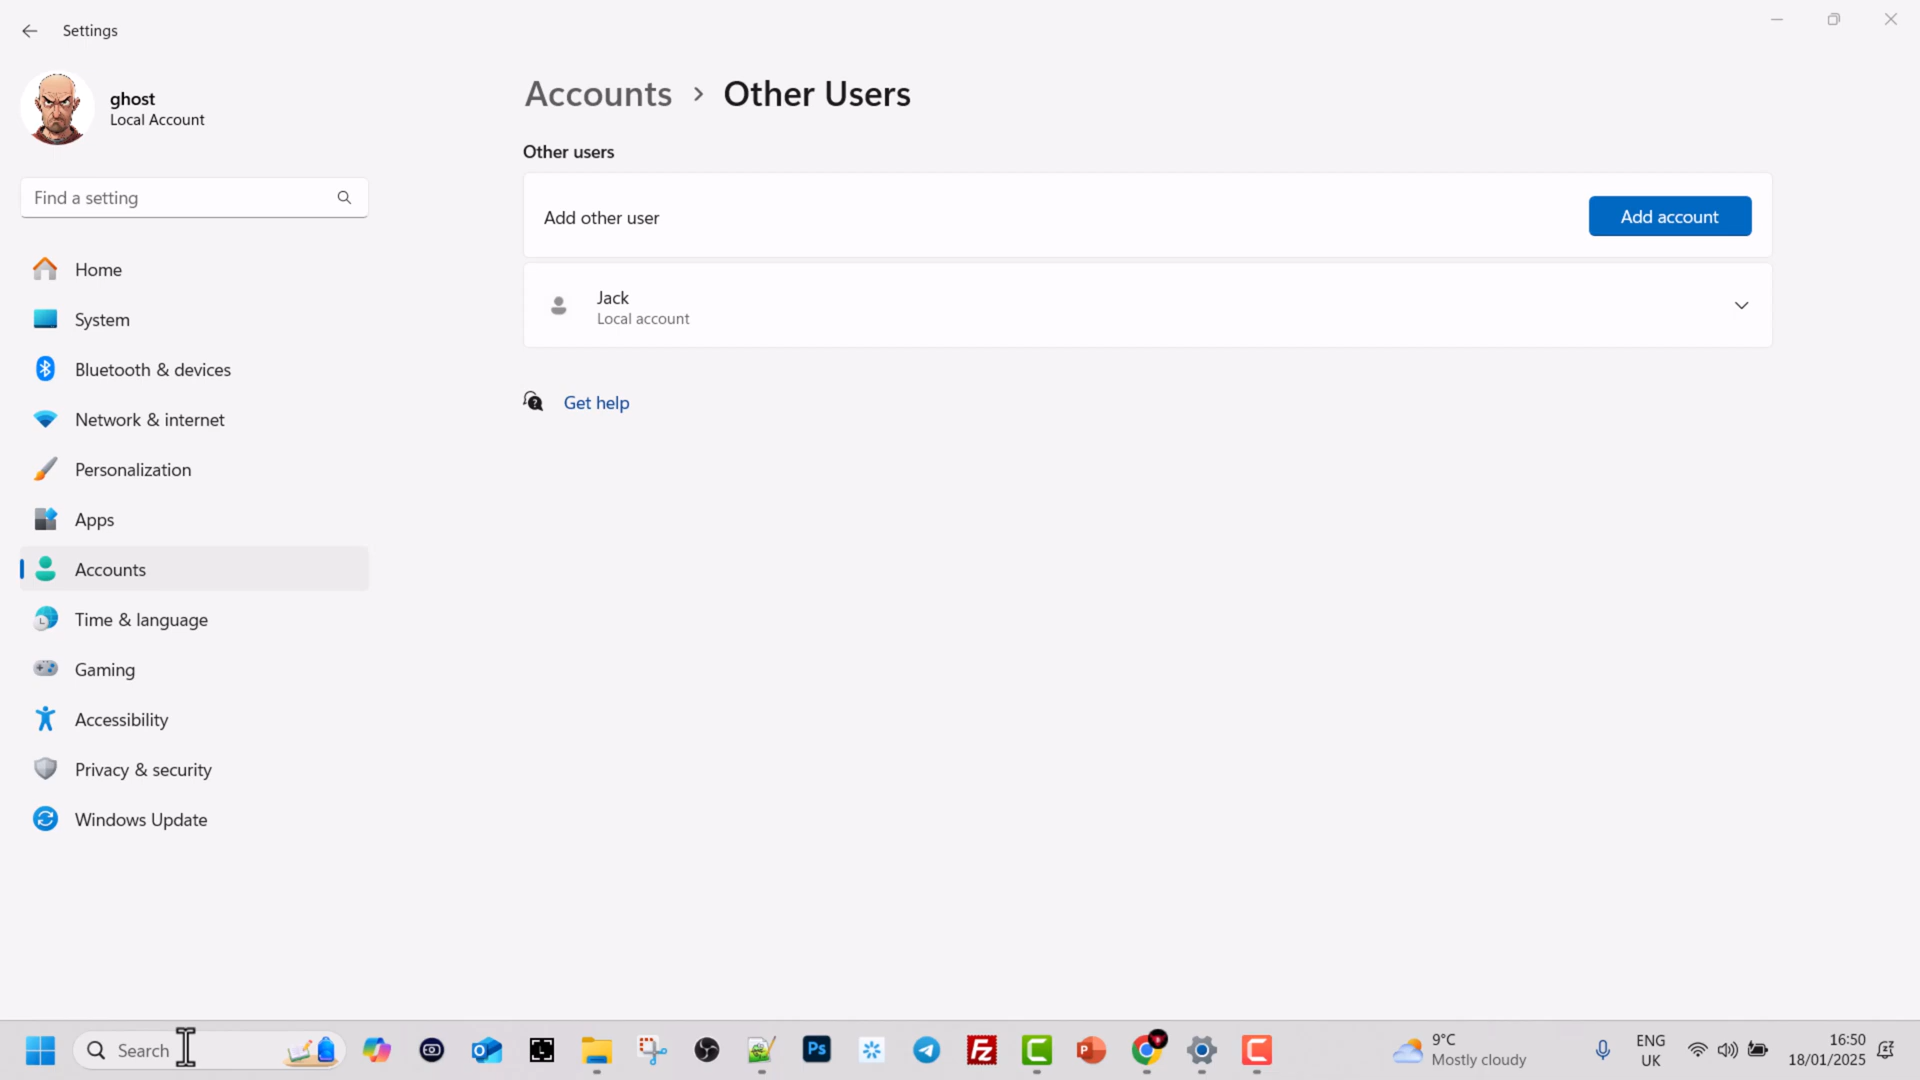 Settings
ghost
Local Account
Find a setting
Home
System
Bluetooth & devices
Network & internet
Personalization
Apps
Accounts
Time & language
Gaming
Accessibility
Privacy & security
Windows Update
Accounts > Other Users
Other users
Add other user
Add account
Jack
Local account
Get help
Search
Ps
Fz
9°C
Mostly cloudy
ENG
UK
16:50
18/01/2025